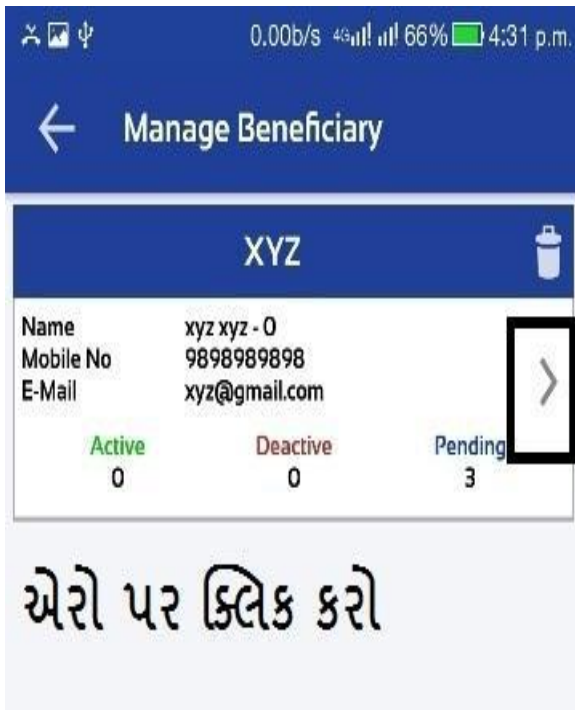 0.00b/s 4G 66% 4:31 p.m.
Manage Beneficiary
XYZ
Name xyz xyz - 0
Mobile No 9898989898
E-Mail xyz@gmail.com
Active Deactive Pending
0 0 3
એરો પર ક્લિક કરો